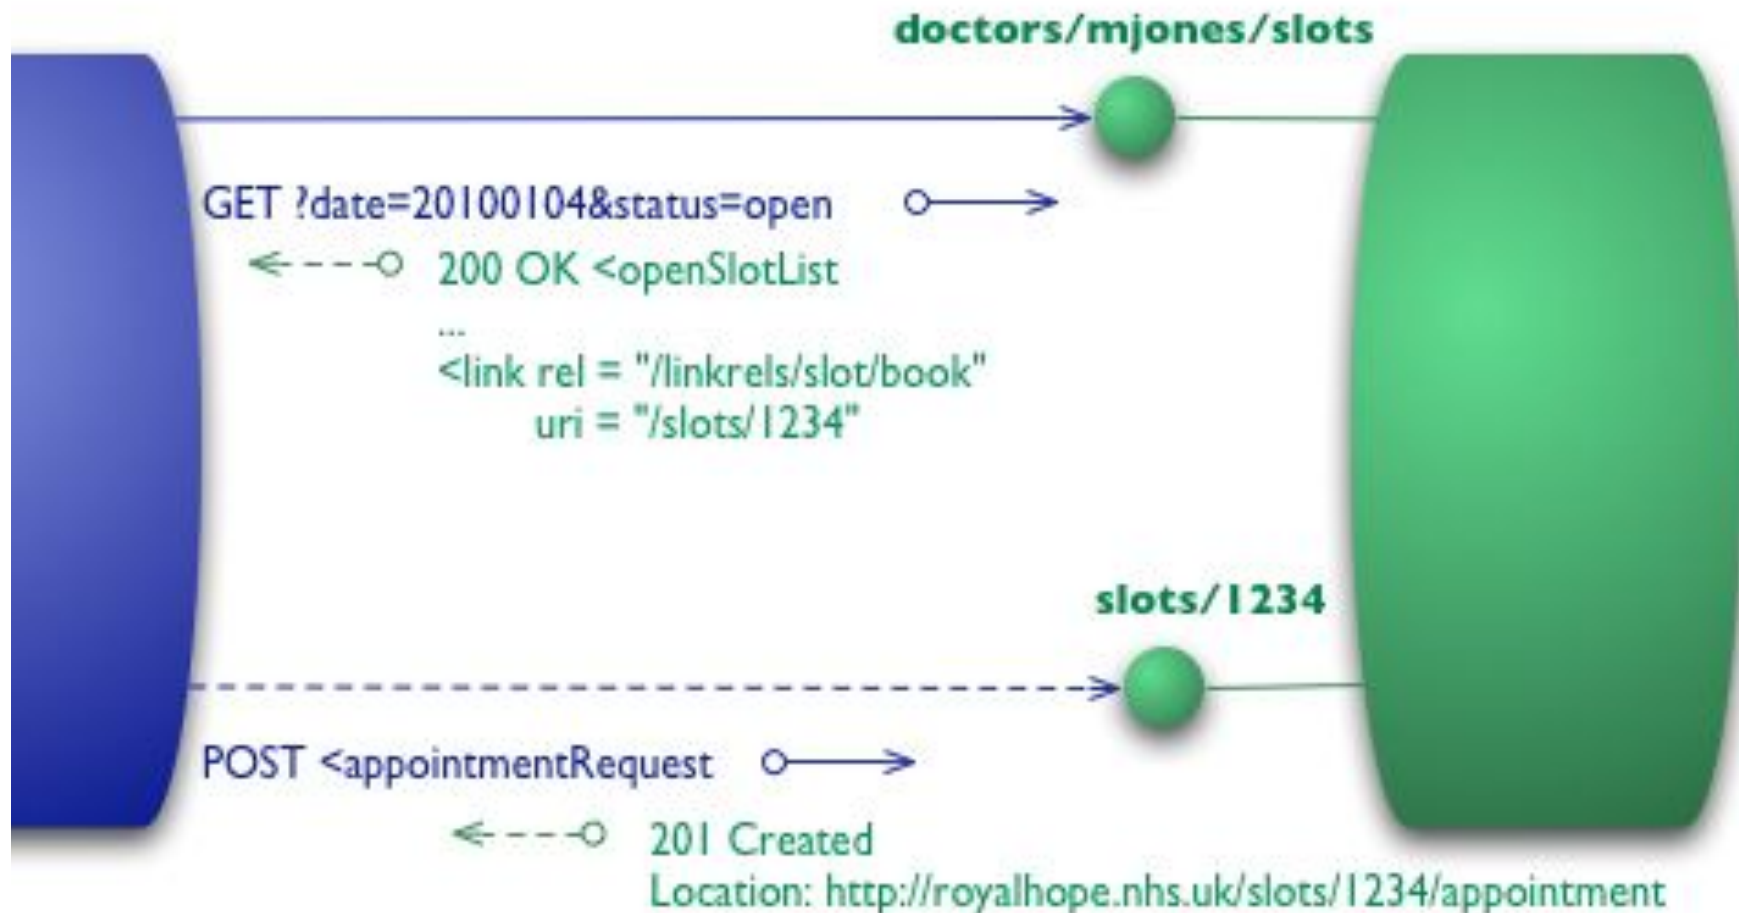 doctors/mjones/slots
GET ?date=20100104&status=open
200 OK <openSlotList
...
<link rel = "/linkrels/slot/book"
uri = "/slots/1234"
slots/1234
POST <appointmentRequest
201 Created
Location: http://royalhope.nhs.uk/slots/1234/appointment